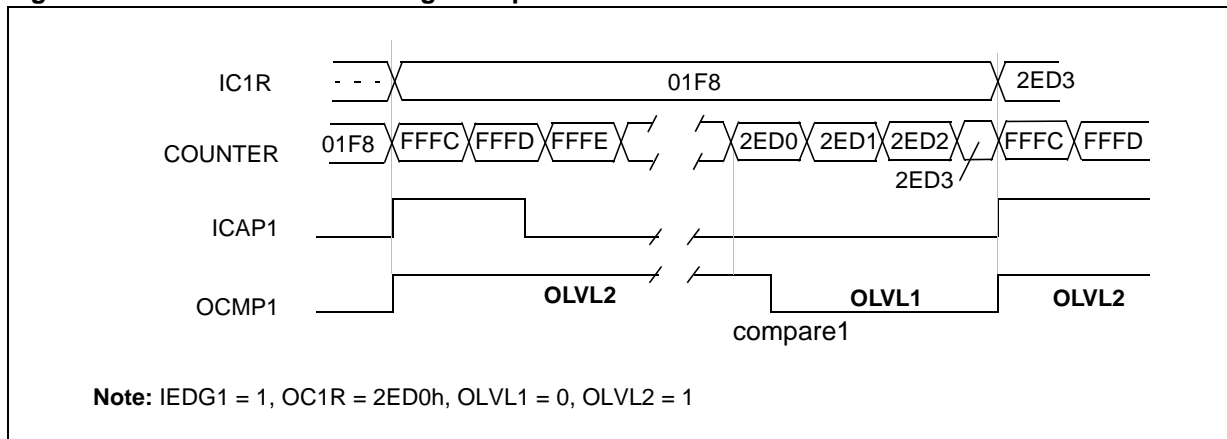 IC1R - - - 01F8 2ED3
COUNTER 01F8 FFFC FFFD FFFE 2ED0 2ED1 2ED2 FFFC FFFD
2ED3
ICAP1
OCMP1 OLVL2 OLVL1 OLVL2
compare1
Note: IEDG1 = 1, OC1R = 2ED0h, OLVL1 = 0, OLVL2 = 1